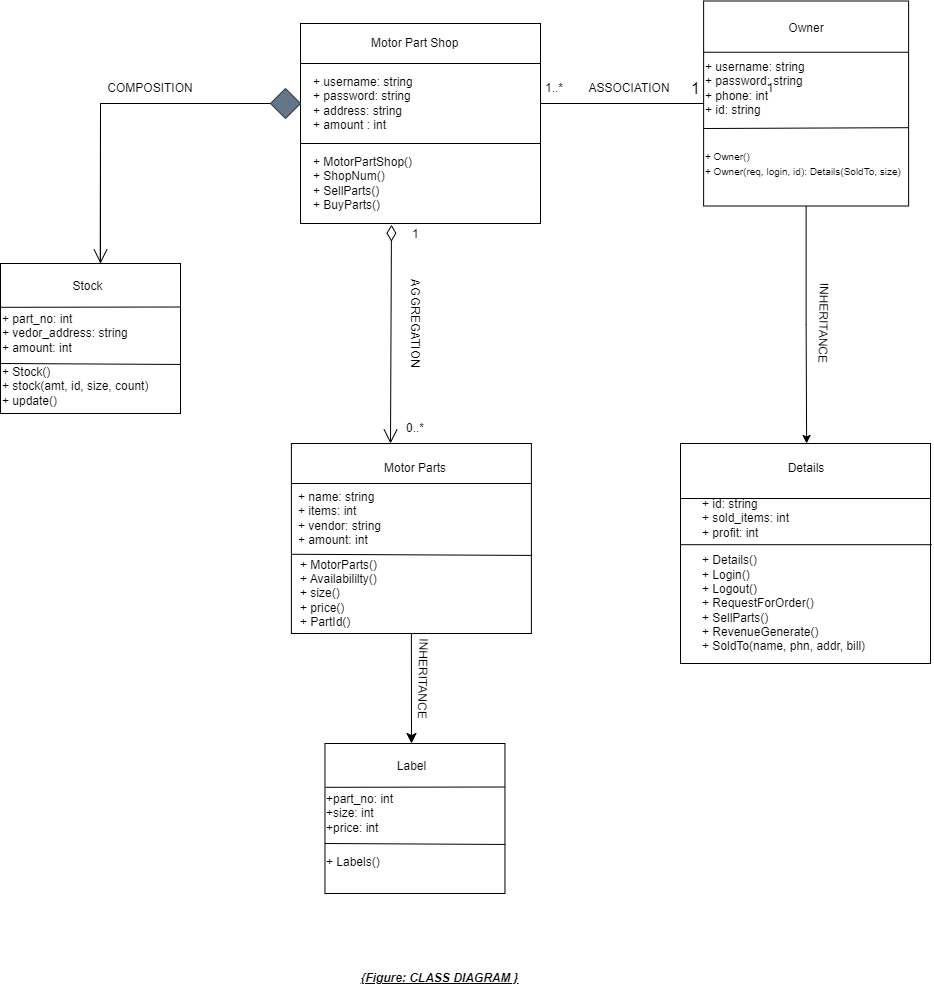 Motor Part Shop
+ username: string
+ password: string
+ address: string
+ amount : int
+ MotorPartShop()
+ ShopNum()
+ SellParts()
+ BuyParts()
COMPOSITION
1..*
ASSOCIATION
1
1
Owner
+ username: string
+ password: string
+ phone: int
+ id: string
+ Owner()
+ Owner(req, login, id): Details(SoldTo, size)
Stock
+ part_no: int
+ vedor_address: string
+ amount: int
+ Stock()
+ stock(amt, id, size, count)
+ update()
1
AGGREGATION
0..*
INHERITANCE
Motor Parts
+ name: string
+ items: int
+ vendor: string
+ amount: int
+ MotorParts()
+ Availabililty()
+ size()
+ price()
+ PartId()
Details
+ id: string
+ sold_items: int
+ profit: int
+ Details()
+ Login()
+ Logout()
+ RequestForOrder()
+ SellParts()
+ RevenueGenerate()
+ SoldTo(name, phn, addr, bill)
INHERITANCE
Label
+part_no: int
+size: int
+price: int
+ Labels()
{Figure: CLASS DIAGRAM }